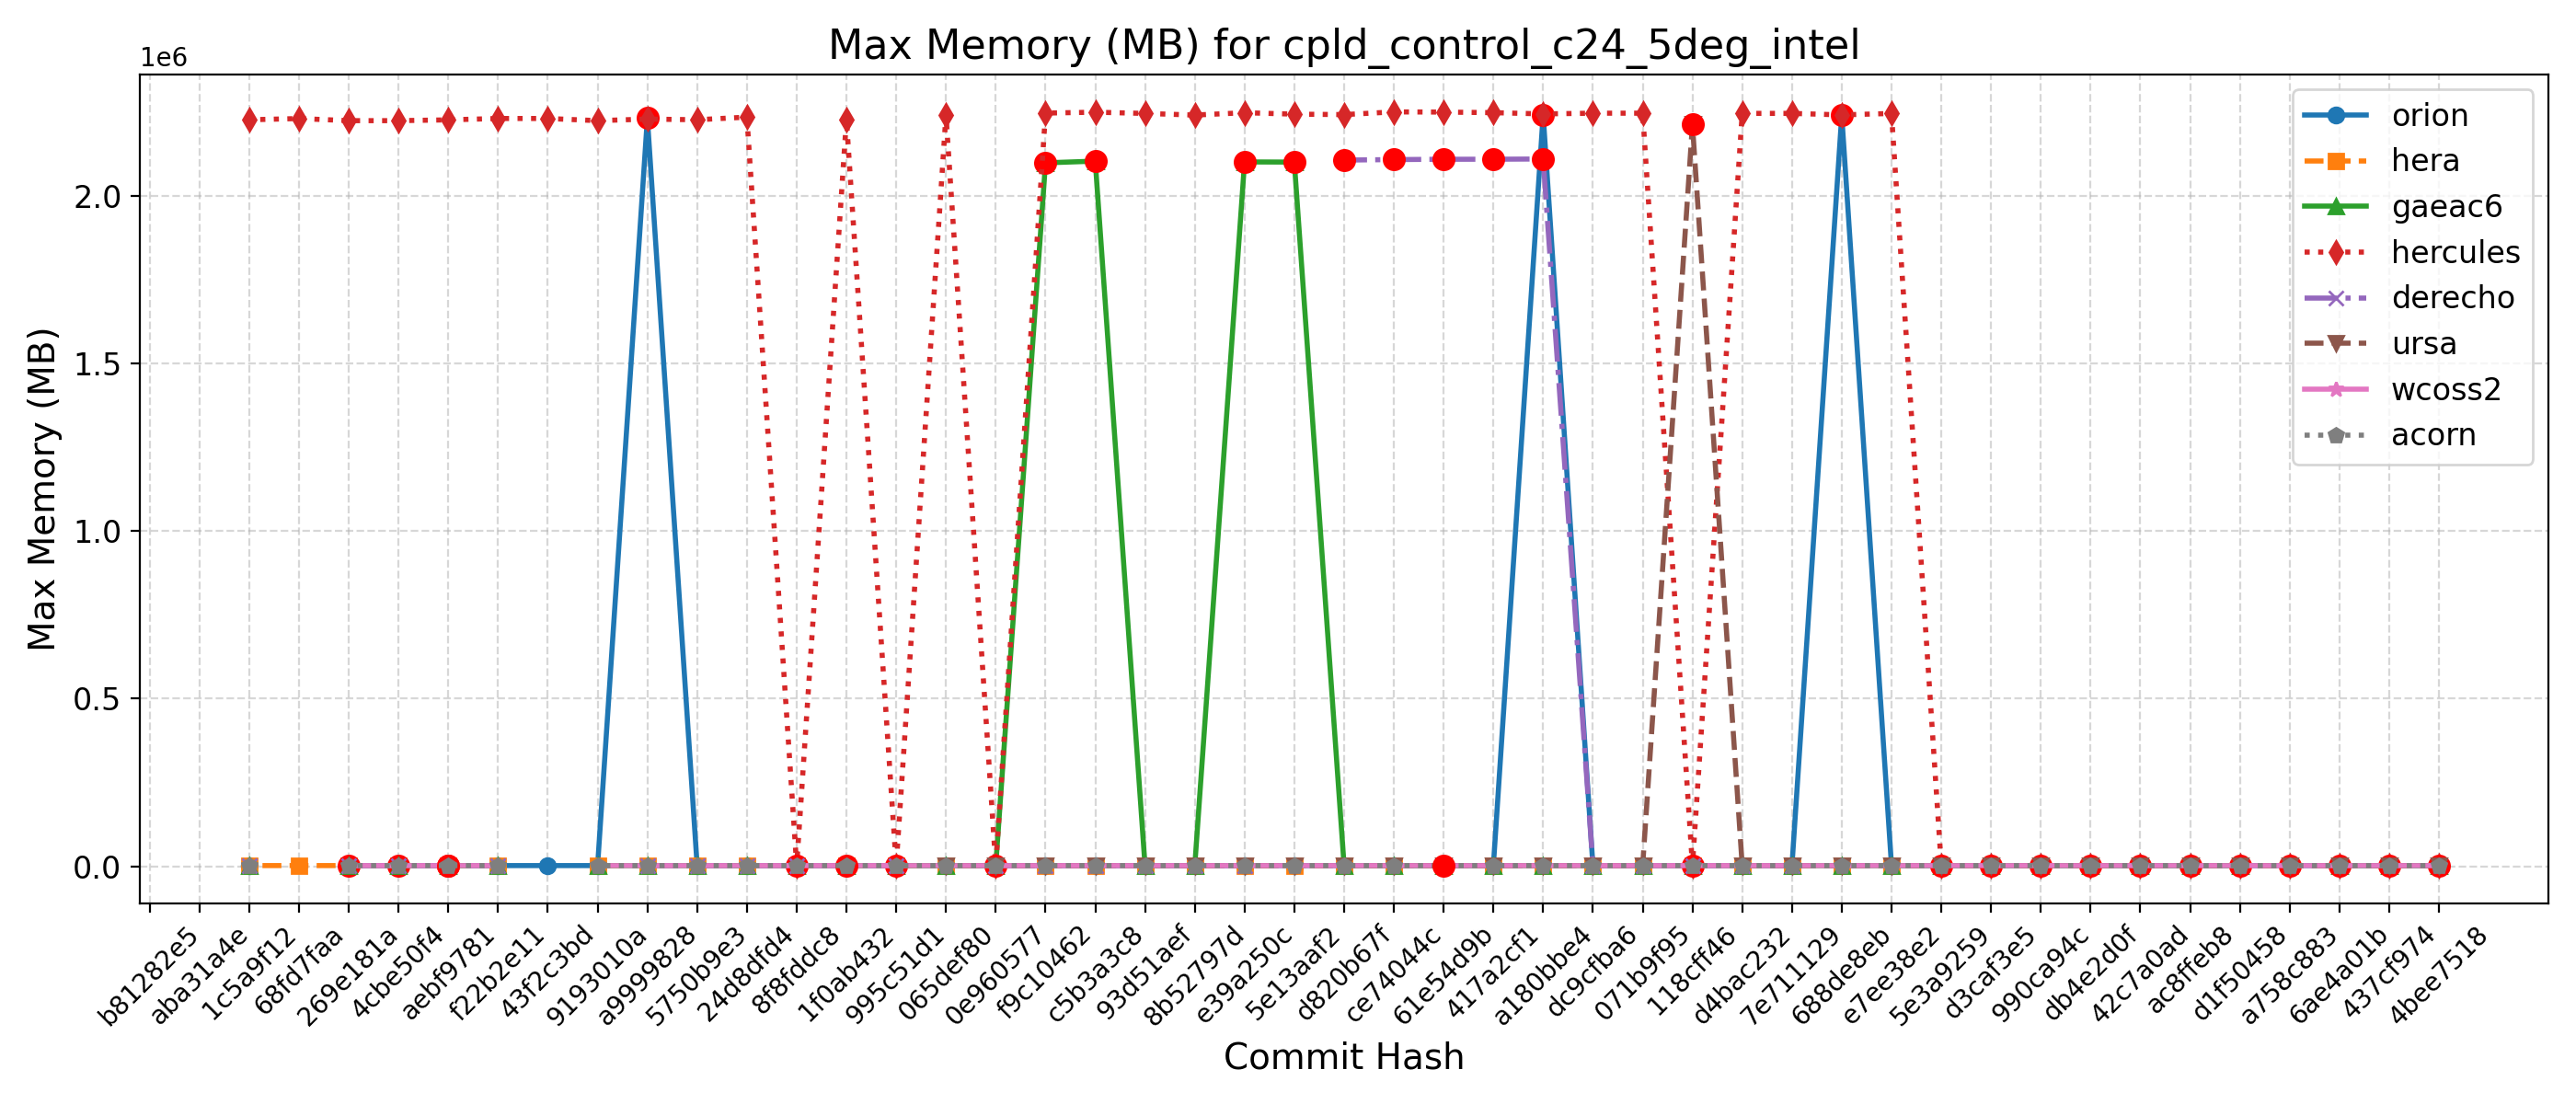 Max Memory (MB) for cpld_control_c24_5deg_intel
1e6
Max Memory (MB)
2.0
1.5
1.0
0.5
0.0
orion
hera
gaeac6
hercules
derecho
ursa
wcoss2
acorn
b81282e5
aba31a4e
1c5a9f12
68fd7faa
269e181a
4cbe50f4
aebf9781
f22b2e11
43f2c3bd
9193010a
a9999828
5750b9e3
24d8dfd4
8f8fddc8
1f0ab432
995c51d1
065def80
0e960577
f9c10462
c5b3a3c8
93d51aef
8b52797d
e39a250c
5e13aaf2
d820b67f
ce74044c
61e54d9b
417a2cf1
a180bbe4
dc9cfba6
071b9f95
118cff46
d4bac232
7e711129
688de8eb
e7ee38e2
5e3a9259
d3caf3e5
990ca94c
db4e2d0f
42c7a0ad
ac8ffeb8
d1f50458
a758c883
6ae4a01b
437cf974
4bee7518
Commit Hash